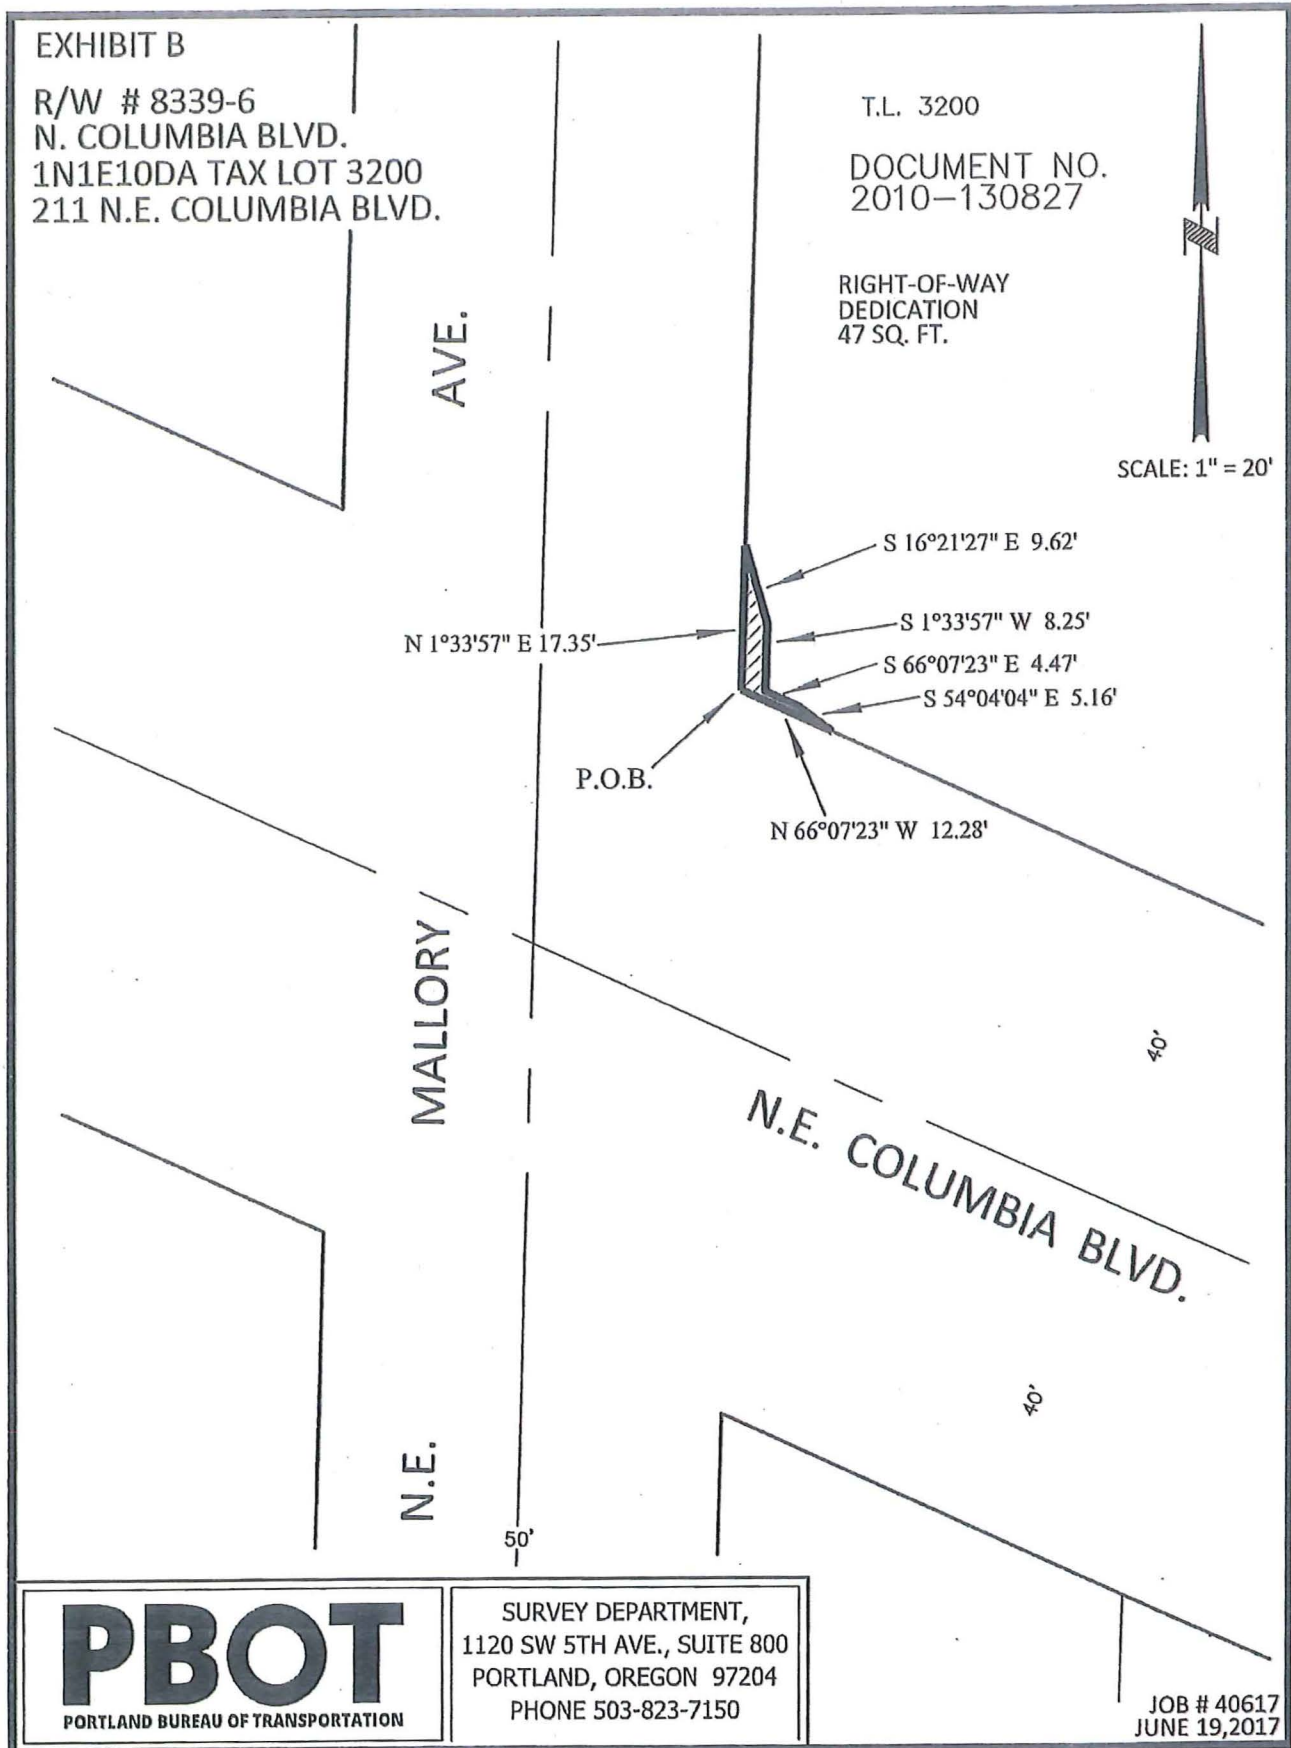 EXHIBIT B
R/W # 8339-6
N. COLUMBIA BLVD.
1N1E10DA TAX LOT 3200
211 N.E. COLUMBIA BLVD.
T.L. 3200
DOCUMENT NO.
2010-130827
RIGHT-OF-WAY
DEDICATION
47 SQ. FT.
N
SCALE: 1" = 20'
AVE.
S 16°21'27" E 9.62'
S 1°33'57" W 8.25'
N 1°33'57" E 17.35'
S 66°07'23" E 4.47'
S 54°04'04" E 5.16'
P.O.B.
N 66°07'23" W 12.28'
MALLORY
40'
N.E. COLUMBIA BLVD.
40'
N.E.
50'
PBOT
PORTLAND BUREAU OF TRANSPORTATION
SURVEY DEPARTMENT,
1120 SW 5TH AVE., SUITE 800
PORTLAND, OREGON 97204
PHONE 503-823-7150
JOB # 40617
JUNE 19,2017